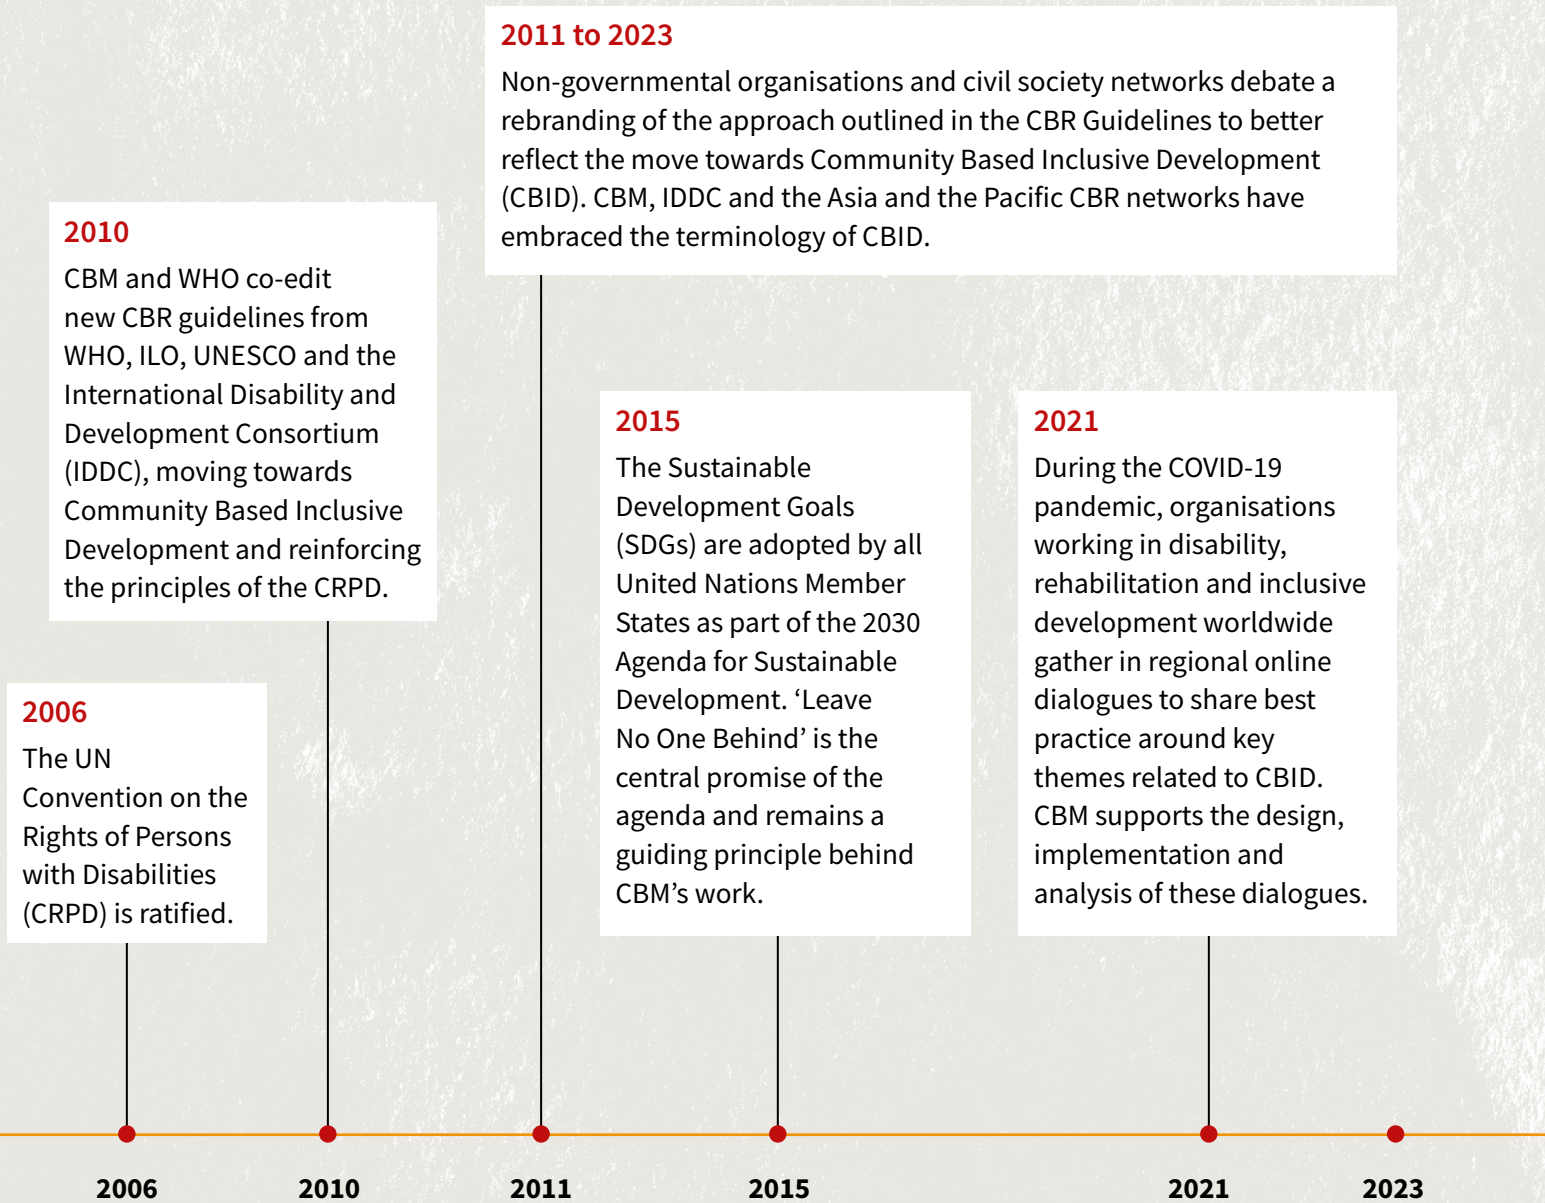 2011 to 2023
Non-governmental organisations and civil society networks debate a
rebranding of the approach outlined in the CBR Guidelines to better
reflect the move towards Community Based Inclusive Development
(CBID). CBM, IDDC and the Asia and the Pacific CBR networks have
embraced the terminology of CBID.
2010
CBM and WHO co-edit
new CBR guidelines from
WHO, ILO, UNESCO and the
International Disability and
Development Consortium
(IDDC), moving towards
Community Based Inclusive
Development and reinforcing
the principles of the CRPD.
2015
The Sustainable
Development Goals
(SDGs) are adopted by all
United Nations Member
States as part of the 2030
Agenda for Sustainable
Development. ‘Leave
No One Behind’ is the
central promise of the
agenda and remains a
guiding principle behind
CBM’s work.
2021
During the COVID-19
pandemic, organisations
working in disability,
rehabilitation and inclusive
development worldwide
gather in regional online
dialogues to share best
practice around key
themes related to CBID.
CBM supports the design,
implementation and
analysis of these dialogues.
2006
The UN
Convention on the
Rights of Persons
with Disabilities
(CRPD) is ratified.
2006 2010 2011 2015 2021 2023